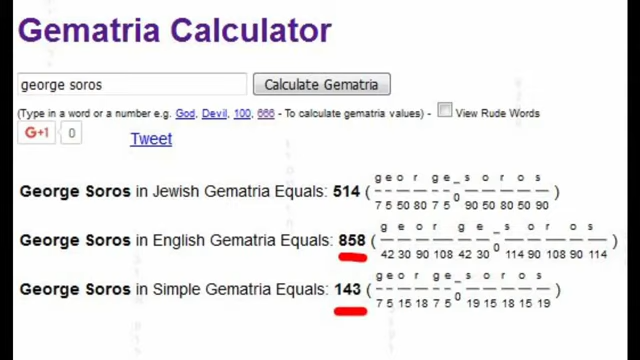 Gematria Calculator
george soros
Calculate Gematria
(Type in a word or a number e.g. God, Devil, 100, 666 - To calculate gematria values) - View Rude Words
G+1 0
Tweet
g e o r g e _ s o r o s
George Soros in Jewish Gematria Equals: 514 ( )
7 5 50 80 7 5 0 90 50 80 50 90
g e o r g e _ s o r o s
George Soros in English Gematria Equals: 858 ( )
42 30 90 108 42 30 0 114 90 108 90 114
g e o r g e _ s o r o s
George Soros in Simple Gematria Equals: 143 ( )
7 5 15 18 7 5 0 19 15 18 15 19